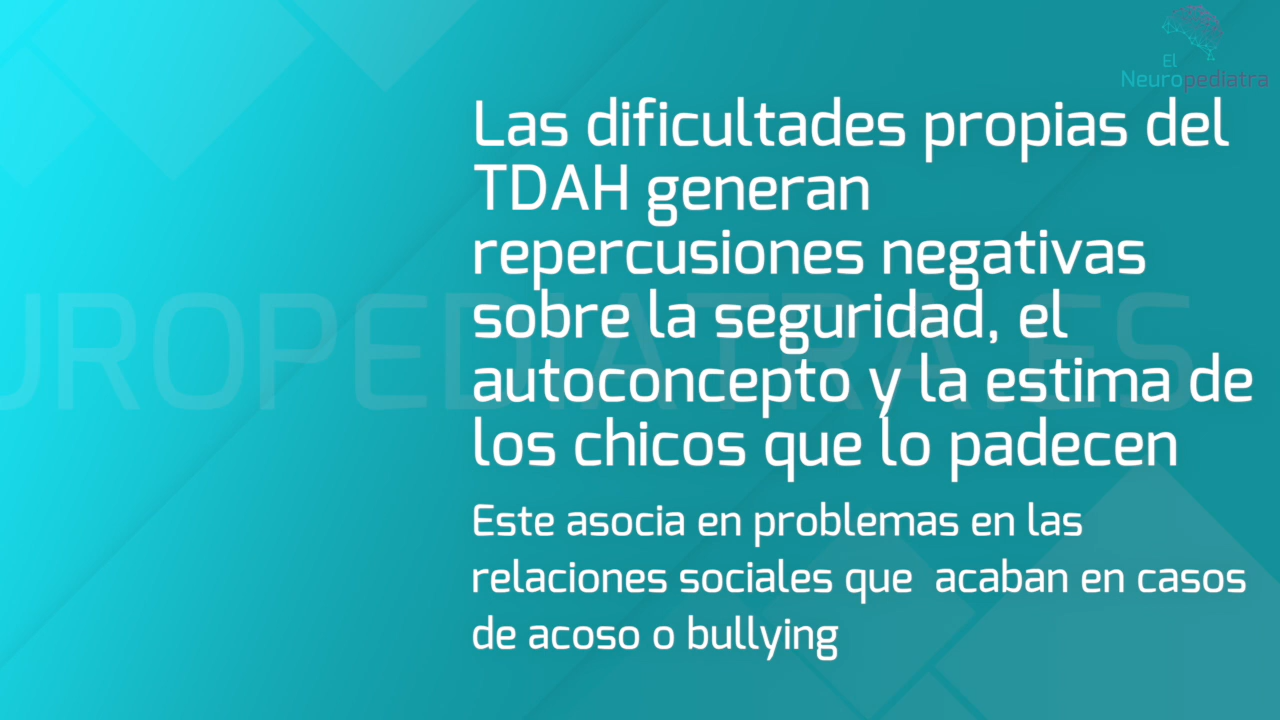 El
Neuropediatra
Las dificultades propias del
TDAH generan
repercusiones negativas
sobre la seguridad, el
autoconcepto y la estima de
los chicos que lo padecen
UROPEDIATRA.ES
Este asocia en problemas en las
relaciones sociales que  acaban en casos
de acoso o bullying